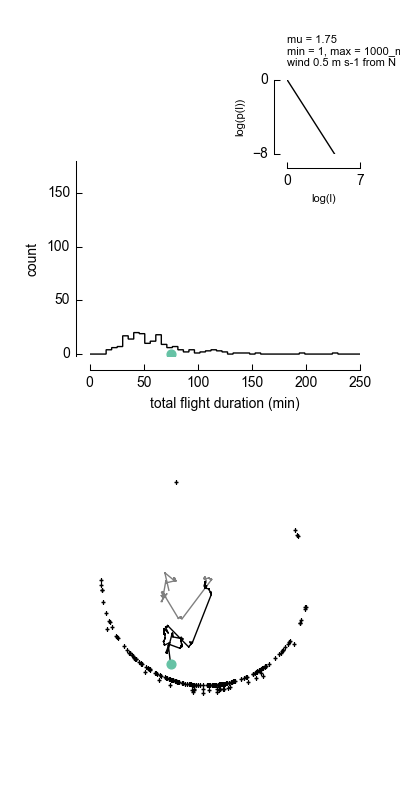 mu = 1.75
min = 1, max = 1000_m
wind 0.5 m s-1 from N
0
−8
log(p(l))
0 7
log(l)
150
100
50
0
count
0 50 100 150 200 250
total flight duration (min)